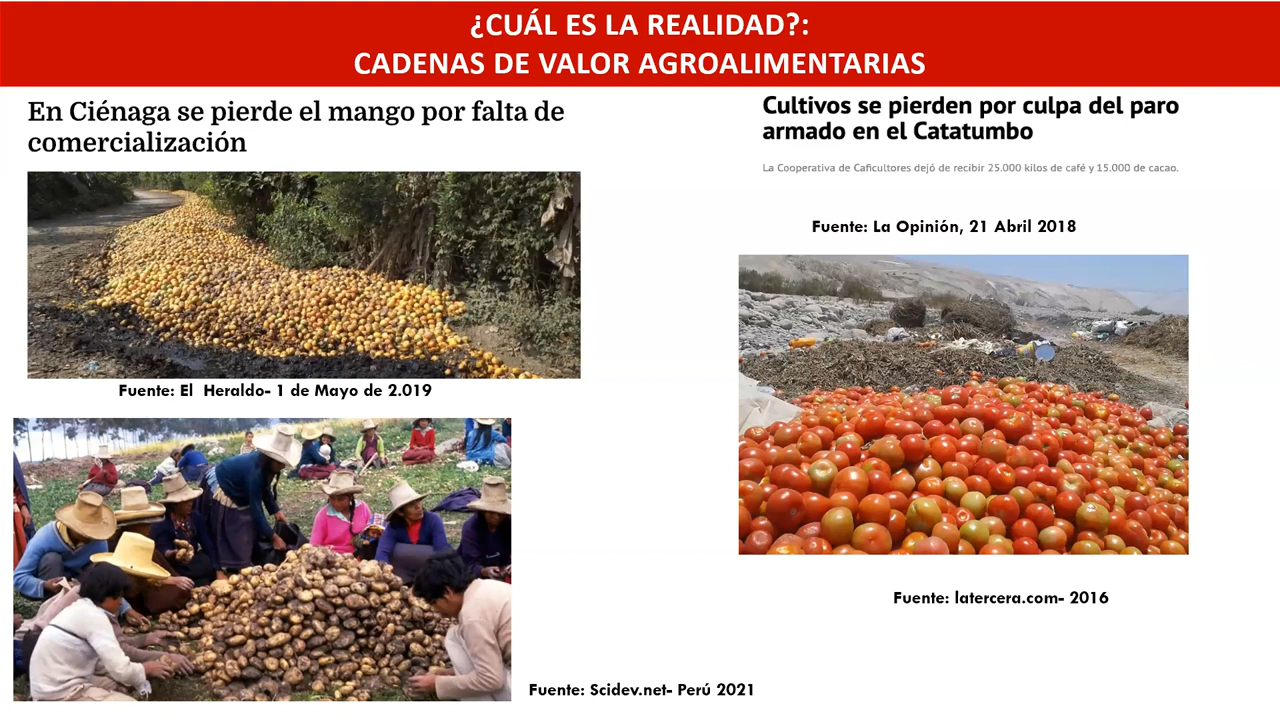 ¿CUÁL ES LA REALIDAD?:
CADENAS DE VALOR AGROALIMENTARIAS
En Ciénaga se pierde el mango por falta de
comercialización
Fuente: El Heraldo- 1 de Mayo de 2.019
Cultivos se pierden por culpa del paro
armado en el Catatumbo
La Cooperativa de Caficultores dejó de recibir 25.000 kilos de café y 15.000 de cacao.
Fuente: La Opinión, 21 Abril 2018
Fuente: latercera.com- 2016
Fuente: Scidev.net- Perú 2021